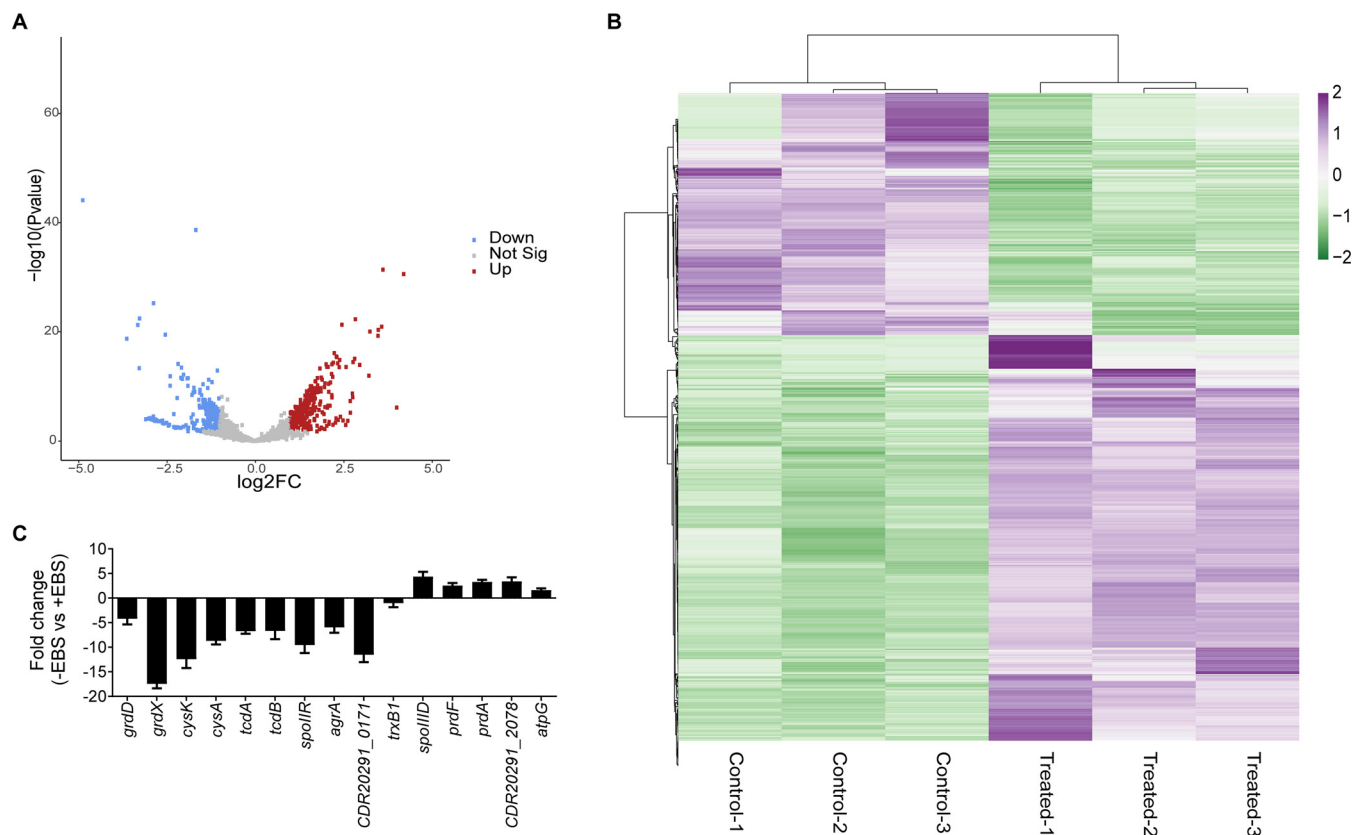 A
60
40
20
0
−log10(Pvalue)
−5.0
−2.5
0.0
2.5
5.0
log2FC
Down
Not Sig
Up
B
2
1
0
−1
−2
Control-1
Control-2
Control-3
Treated-1
Treated-2
Treated-3
C
Fold change
(-EBS vs +EBS)
10
5
0
-5
-10
-15
-20
grpD
grpX
cysK
cysA
tcdA
tcdB
spoIIR
agrA
CDR20291_0171
trxB1
spoIIID
prdF
prdA
CDR20291_2078
atpG